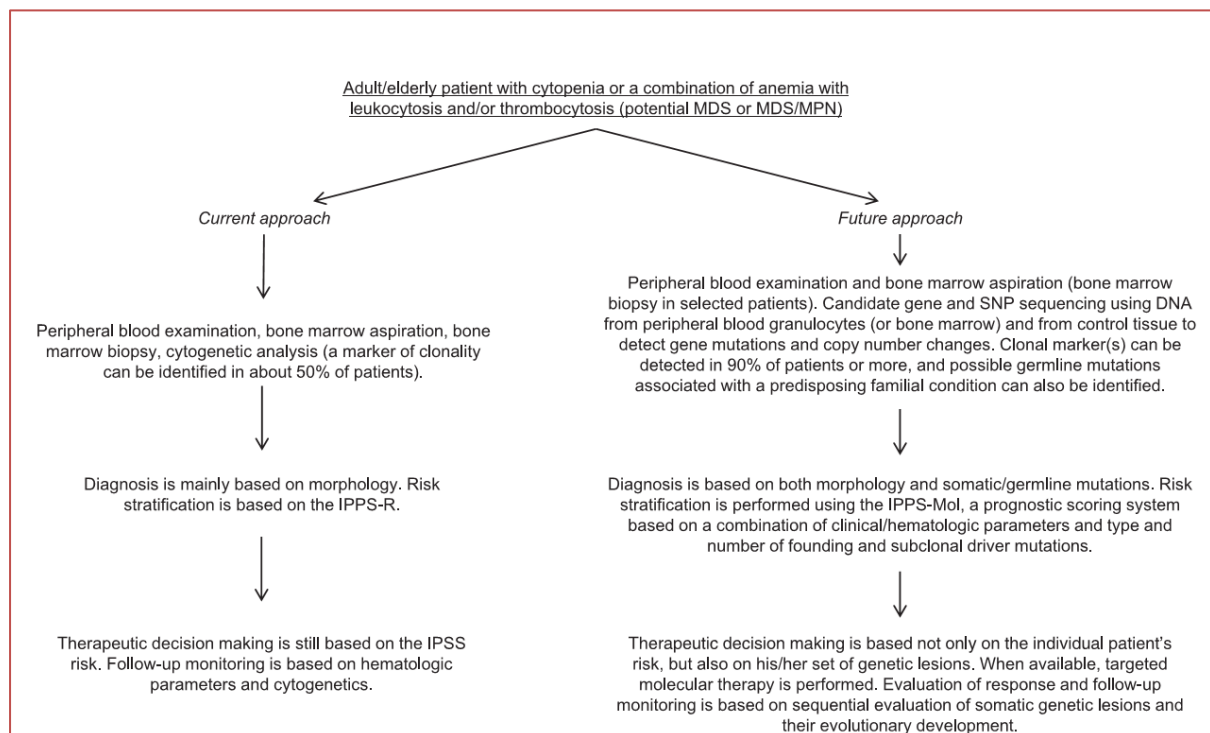 Adult/elderly patient with cytopenia or a combination of anemia with
leukocytosis and/or thrombocytosis (potential MDS or MDS/MPN)
Current approach
Peripheral blood examination, bone marrow aspiration, bone
marrow biopsy, cytogenetic analysis (a marker of clonality
can be identified in about 50% of patients).
Diagnosis is mainly based on morphology. Risk
stratification is based on the IPPS-R.
Therapeutic decision making is still based on the IPSS
risk. Follow-up monitoring is based on hematologic
parameters and cytogenetics.
Future approach
Peripheral blood examination and bone marrow aspiration (bone marrow
biopsy in selected patients). Candidate gene and SNP sequencing using DNA
from peripheral blood granulocytes (or bone marrow) and from control tissue to
detect gene mutations and copy number changes. Clonal marker(s) can be
detected in 90% of patients or more, and possible germline mutations
associated with a predisposing familial condition can also be identified.
Diagnosis is based on both morphology and somatic/germline mutations. Risk
stratification is performed using the IPPS-Mol, a prognostic scoring system
based on a combination of clinical/hematologic parameters and type and
number of founding and subclonal driver mutations.
Therapeutic decision making is based not only on the individual patient's
risk, but also on his/her set of genetic lesions. When available, targeted
molecular therapy is performed. Evaluation of response and follow-up
monitoring is based on sequential evaluation of somatic genetic lesions and
their evolutionary development.